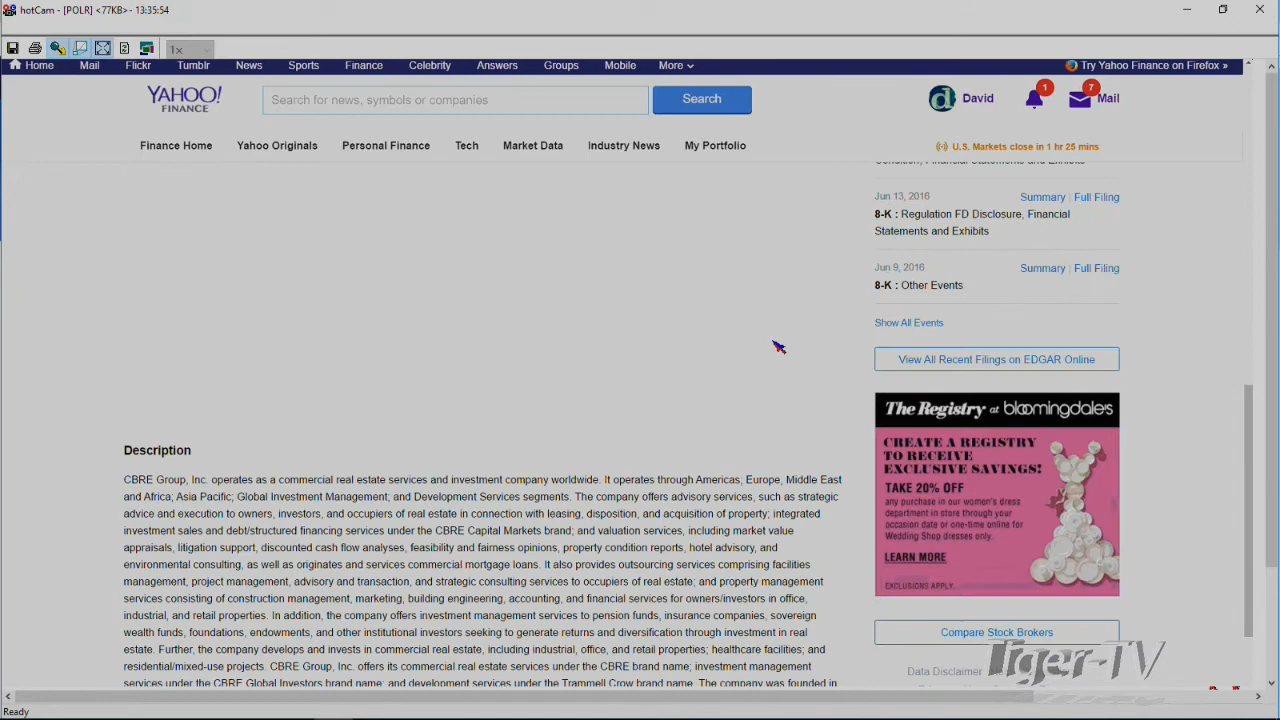 hotCam - [POLR] <77KB> - 13:35:54
1x
Home Mail Flickr Tumblr News Sports Finance Celebrity Answers Groups Mobile More
Try Yahoo Finance on Firefox »
YAHOO!
FINANCE
Search for news, symbols or companies
Search
David
1
7
Mail
Finance Home Yahoo Originals Personal Finance Tech Market Data Industry News My Portfolio
U.S. Markets close in 1 hr 25 mins
Condition, Financial Statements and Exhibits
Jun 13, 2016 Summary | Full Filing
8-K : Regulation FD Disclosure, Financial
Statements and Exhibits
Jun 9, 2016 Summary | Full Filing
8-K : Other Events
Show All Events
View All Recent Filings on EDGAR Online
The Registry at bloomingdale's
CREATE A REGISTRY
TO RECEIVE
EXCLUSIVE SAVINGS!
TAKE 20% OFF
any purchase in our women's dress
department in store through your
occasion date or one-time online for
Wedding Shop dresses only.
LEARN MORE
EXCLUSIONS APPLY.
Compare Stock Brokers
Data Disclaimer
Tiger-TV
Description
CBRE Group, Inc. operates as a commercial real estate services and investment company worldwide. It operates through Americas; Europe, Middle East
and Africa; Asia Pacific; Global Investment Management; and Development Services segments. The company offers advisory services, such as strategic
advice and execution to owners, investors, and occupiers of real estate in connection with leasing, disposition, and acquisition of property; integrated
investment sales and debt/structured financing services under the CBRE Capital Markets brand; and valuation services, including market value
appraisals, litigation support, discounted cash flow analyses, feasibility and fairness opinions, property condition reports, hotel advisory, and
environmental consulting, as well as originates and services commercial mortgage loans. It also provides outsourcing services comprising facilities
management, project management, advisory and transaction, and strategic consulting services to occupiers of real estate; and property management
services consisting of construction management, marketing, building engineering, accounting, and financial services for owners/investors in office,
industrial, and retail properties. In addition, the company offers investment management services to pension funds, insurance companies, sovereign
wealth funds, foundations, endowments, and other institutional investors seeking to generate returns and diversification through investment in real
estate. Further, the company develops and invests in commercial real estate, including industrial, office, and retail properties; healthcare facilities; and
residential/mixed-use projects. CBRE Group, Inc. offers its commercial real estate services under the CBRE brand name; investment management
services under the CBRE Global Investors brand name; and development services under the Trammell Crow brand name. The company was founded in
Ready